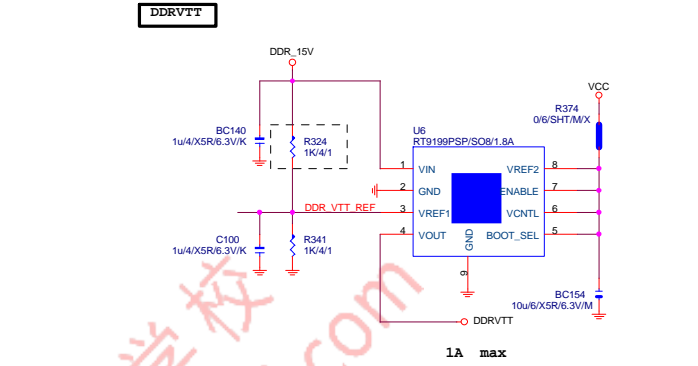 DDRVTT
DDR_15V
VCC
R374
0/6/SHT/M/X
BC140
1u/4/X5R/6.3V/K
R324
1K/4/1
U6
RT9199PSP/SO8/1.8A
1 VIN VREF2 8
2 GND ENABLE 7
DDR_VTT_REF 3 VREF1 VCNTL 6
4 VOUT GND BOOT_SEL 5
9
C100
1u/4/X5R/6.3V/K
R341
1K/4/1
BC154
10u/6/X5R/6.3V/M
DDRVTT
1A max
学校
.com